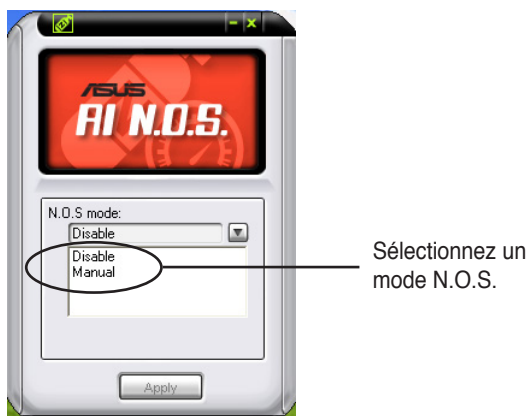 ASUS
AI N.O.S.
N.O.S mode:
Disable
Disable
Manual
Sélectionnez un
mode N.O.S.
Apply